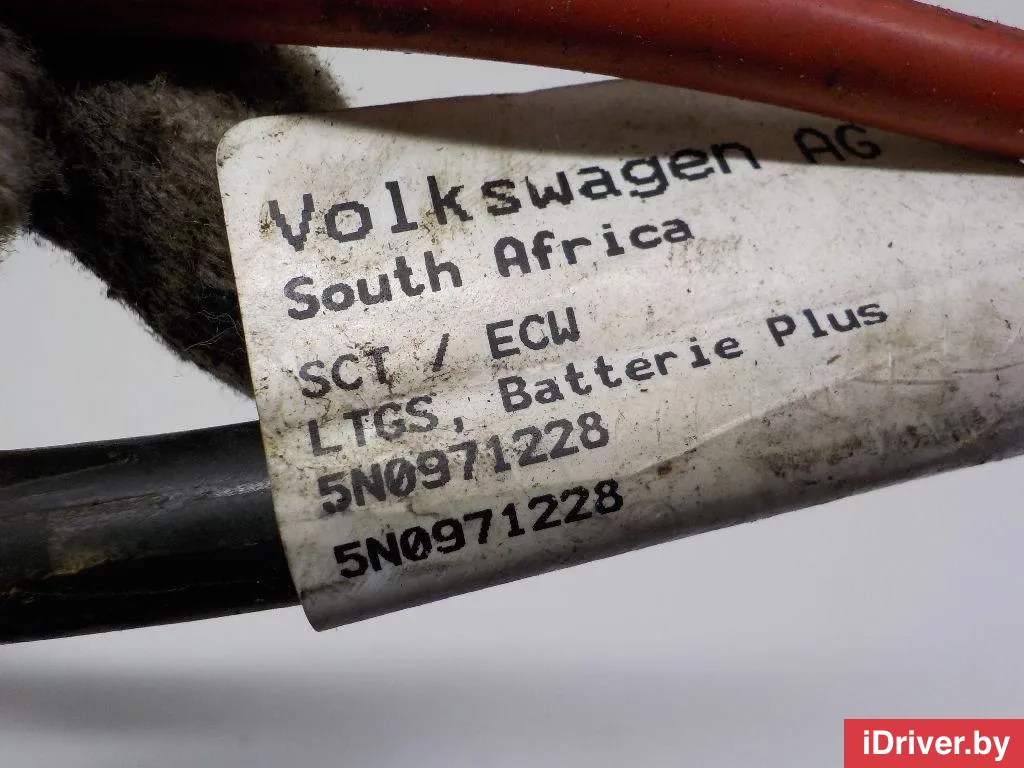 Volkswagen AG
South Africa
SCT / ECW
LTGS, Batterie Plus
5N0971228
5N0971228
iDriver.by